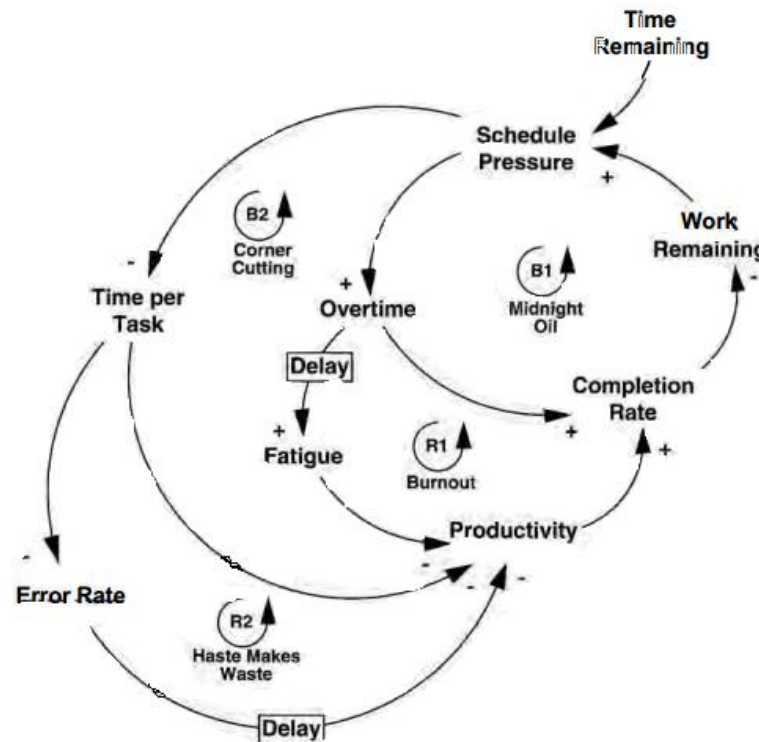 Time
Remaining
Schedule
Pressure
+
B2
Corner
Cutting
Work
Remaining
-
B1
Midnight
Oil
-
Time per
Task
+
Overtime
Delay
Completion
Rate
+
+
+
Fatigue
R1
Burnout
Productivity
-
-
-
-
Error Rate
R2
Haste Makes
Waste
Delay